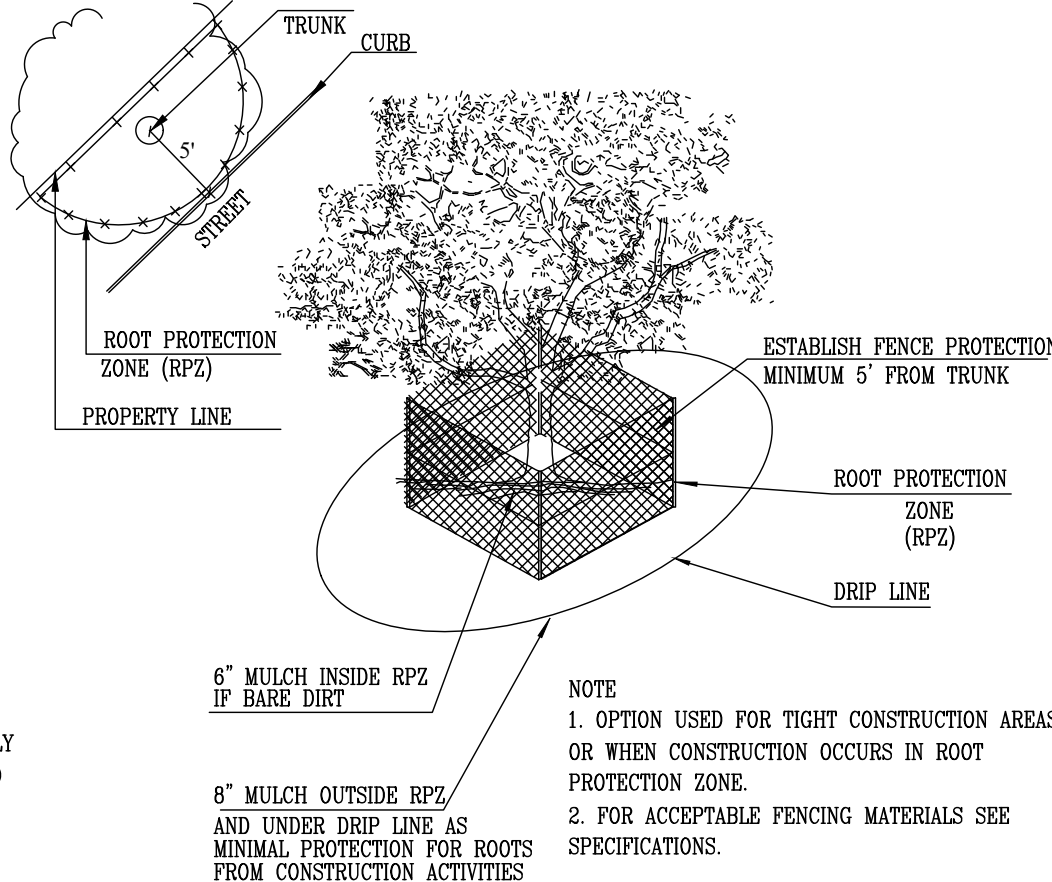 TRUNK
CURB
5'
STREET
ROOT PROTECTION
ZONE (RPZ)
PROPERTY LINE
ESTABLISH FENCE PROTECTION
MINIMUM 5' FROM TRUNK
ROOT PROTECTION
ZONE
(RPZ)
DRIP LINE
6" MULCH INSIDE RPZ
IF BARE DIRT
8" MULCH OUTSIDE RPZ
AND UNDER DRIP LINE AS
MINIMAL PROTECTION FOR ROOTS
FROM CONSTRUCTION ACTIVITIES
NOTE
1. OPTION USED FOR TIGHT CONSTRUCTION AREAS
OR WHEN CONSTRUCTION OCCURS IN ROOT
PROTECTION ZONE.
2. FOR ACCEPTABLE FENCING MATERIALS SEE
SPECIFICATIONS.